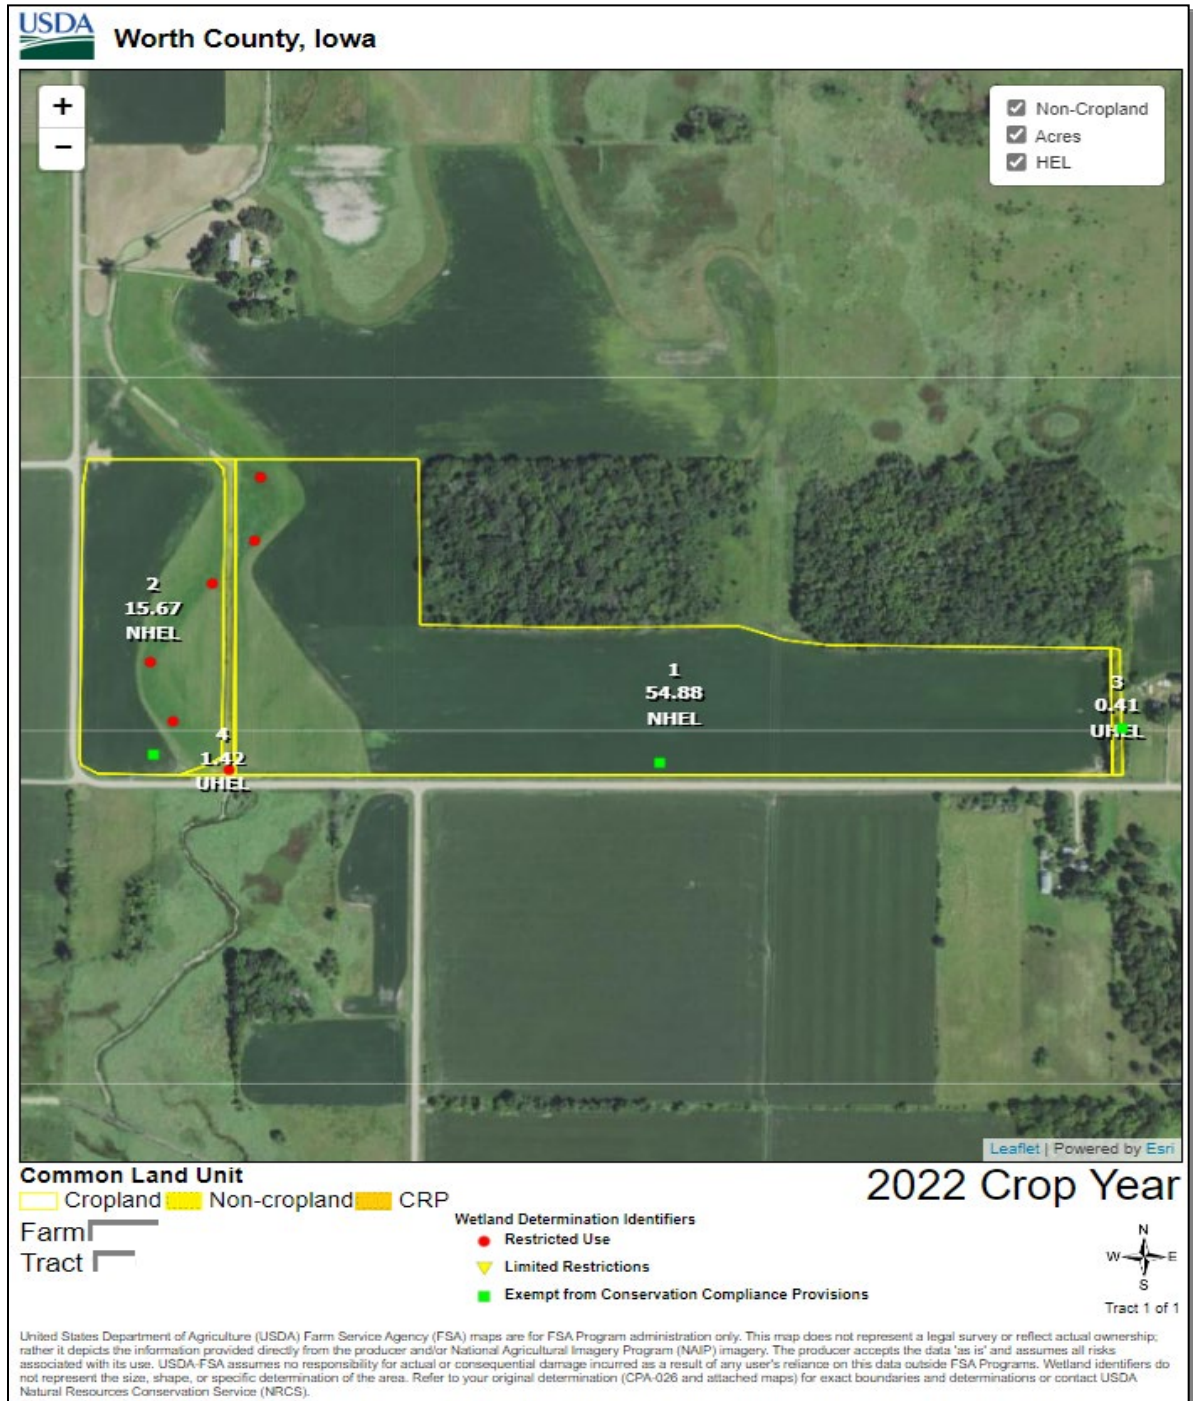 USDA
Worth County, Iowa
+
−
Non-Cropland
Acres
HEL
2
15.67
NHEL
1
54.88
NHEL
3
0.41
UHEL
4
1.42
UHEL
Leaflet | Powered by Esri
Common Land Unit
Cropland Non-cropland CRP
2022 Crop Year
Farm
Tract
Wetland Determination Identifiers
Restricted Use
Limited Restrictions
Exempt from Conservation Compliance Provisions
N
W E
S
Tract 1 of 1
United States Department of Agriculture (USDA) Farm Service Agency (FSA) maps are for FSA Program administration only. This map does not represent a legal survey or reflect actual ownership;
rather it depicts the information provided directly from the producer and/or National Agricultural Imagery Program (NAIP) imagery. The producer accepts the data 'as is' and assumes all risks
associated with its use. USDA-FSA assumes no responsibility for actual or consequential damage incurred as a result of any user's reliance on this data outside FSA Programs. Wetland identifiers do
not represent the size, shape, or specific determination of the area. Refer to your original determination (CPA-026 and attached maps) for exact boundaries and determinations or contact USDA
Natural Resources Conservation Service (NRCS).